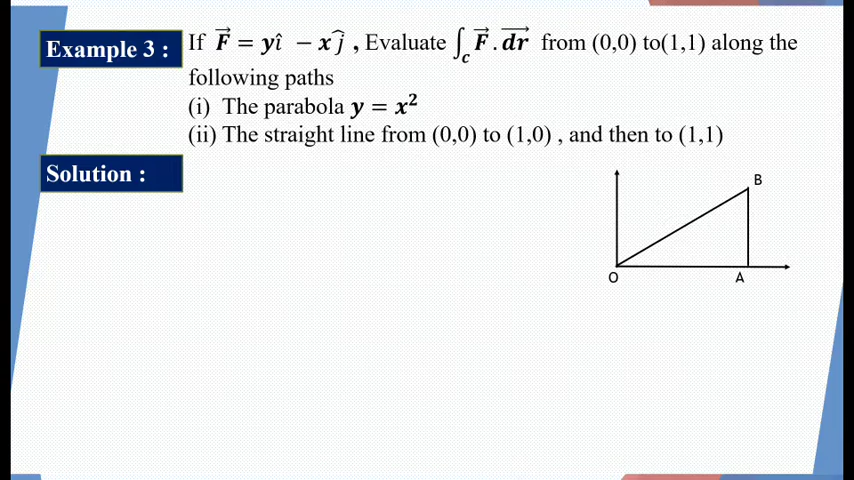 Example 3 : If F⃗ = yî − xĵ , Evaluate ∫_c F⃗ . d⃗r from (0,0) to(1,1) along the
following paths
(i) The parabola y = x²
(ii) The straight line from (0,0) to (1,0) , and then to (1,1)
Solution :
B
O
A